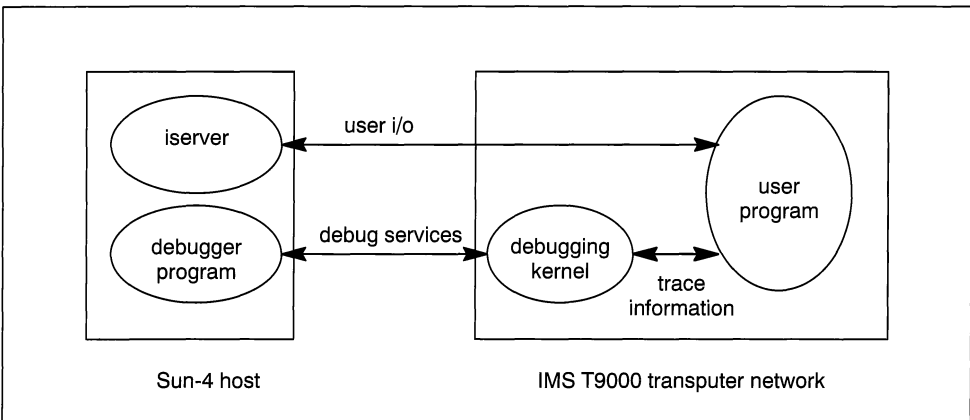 user i/o
iserver
user
program
debug services
debugger
program
debugging
kernel
trace
information
Sun-4 host
IMS T9000 transputer network